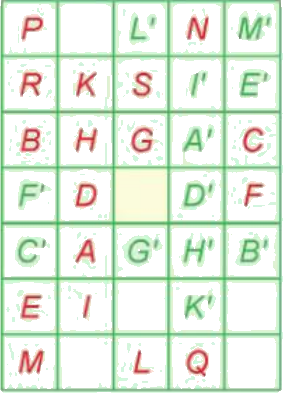 P L' N M'
R K S I' E'
B H G A' C
F' D D' F
C' A G' H' B'
E I K'
M L Q